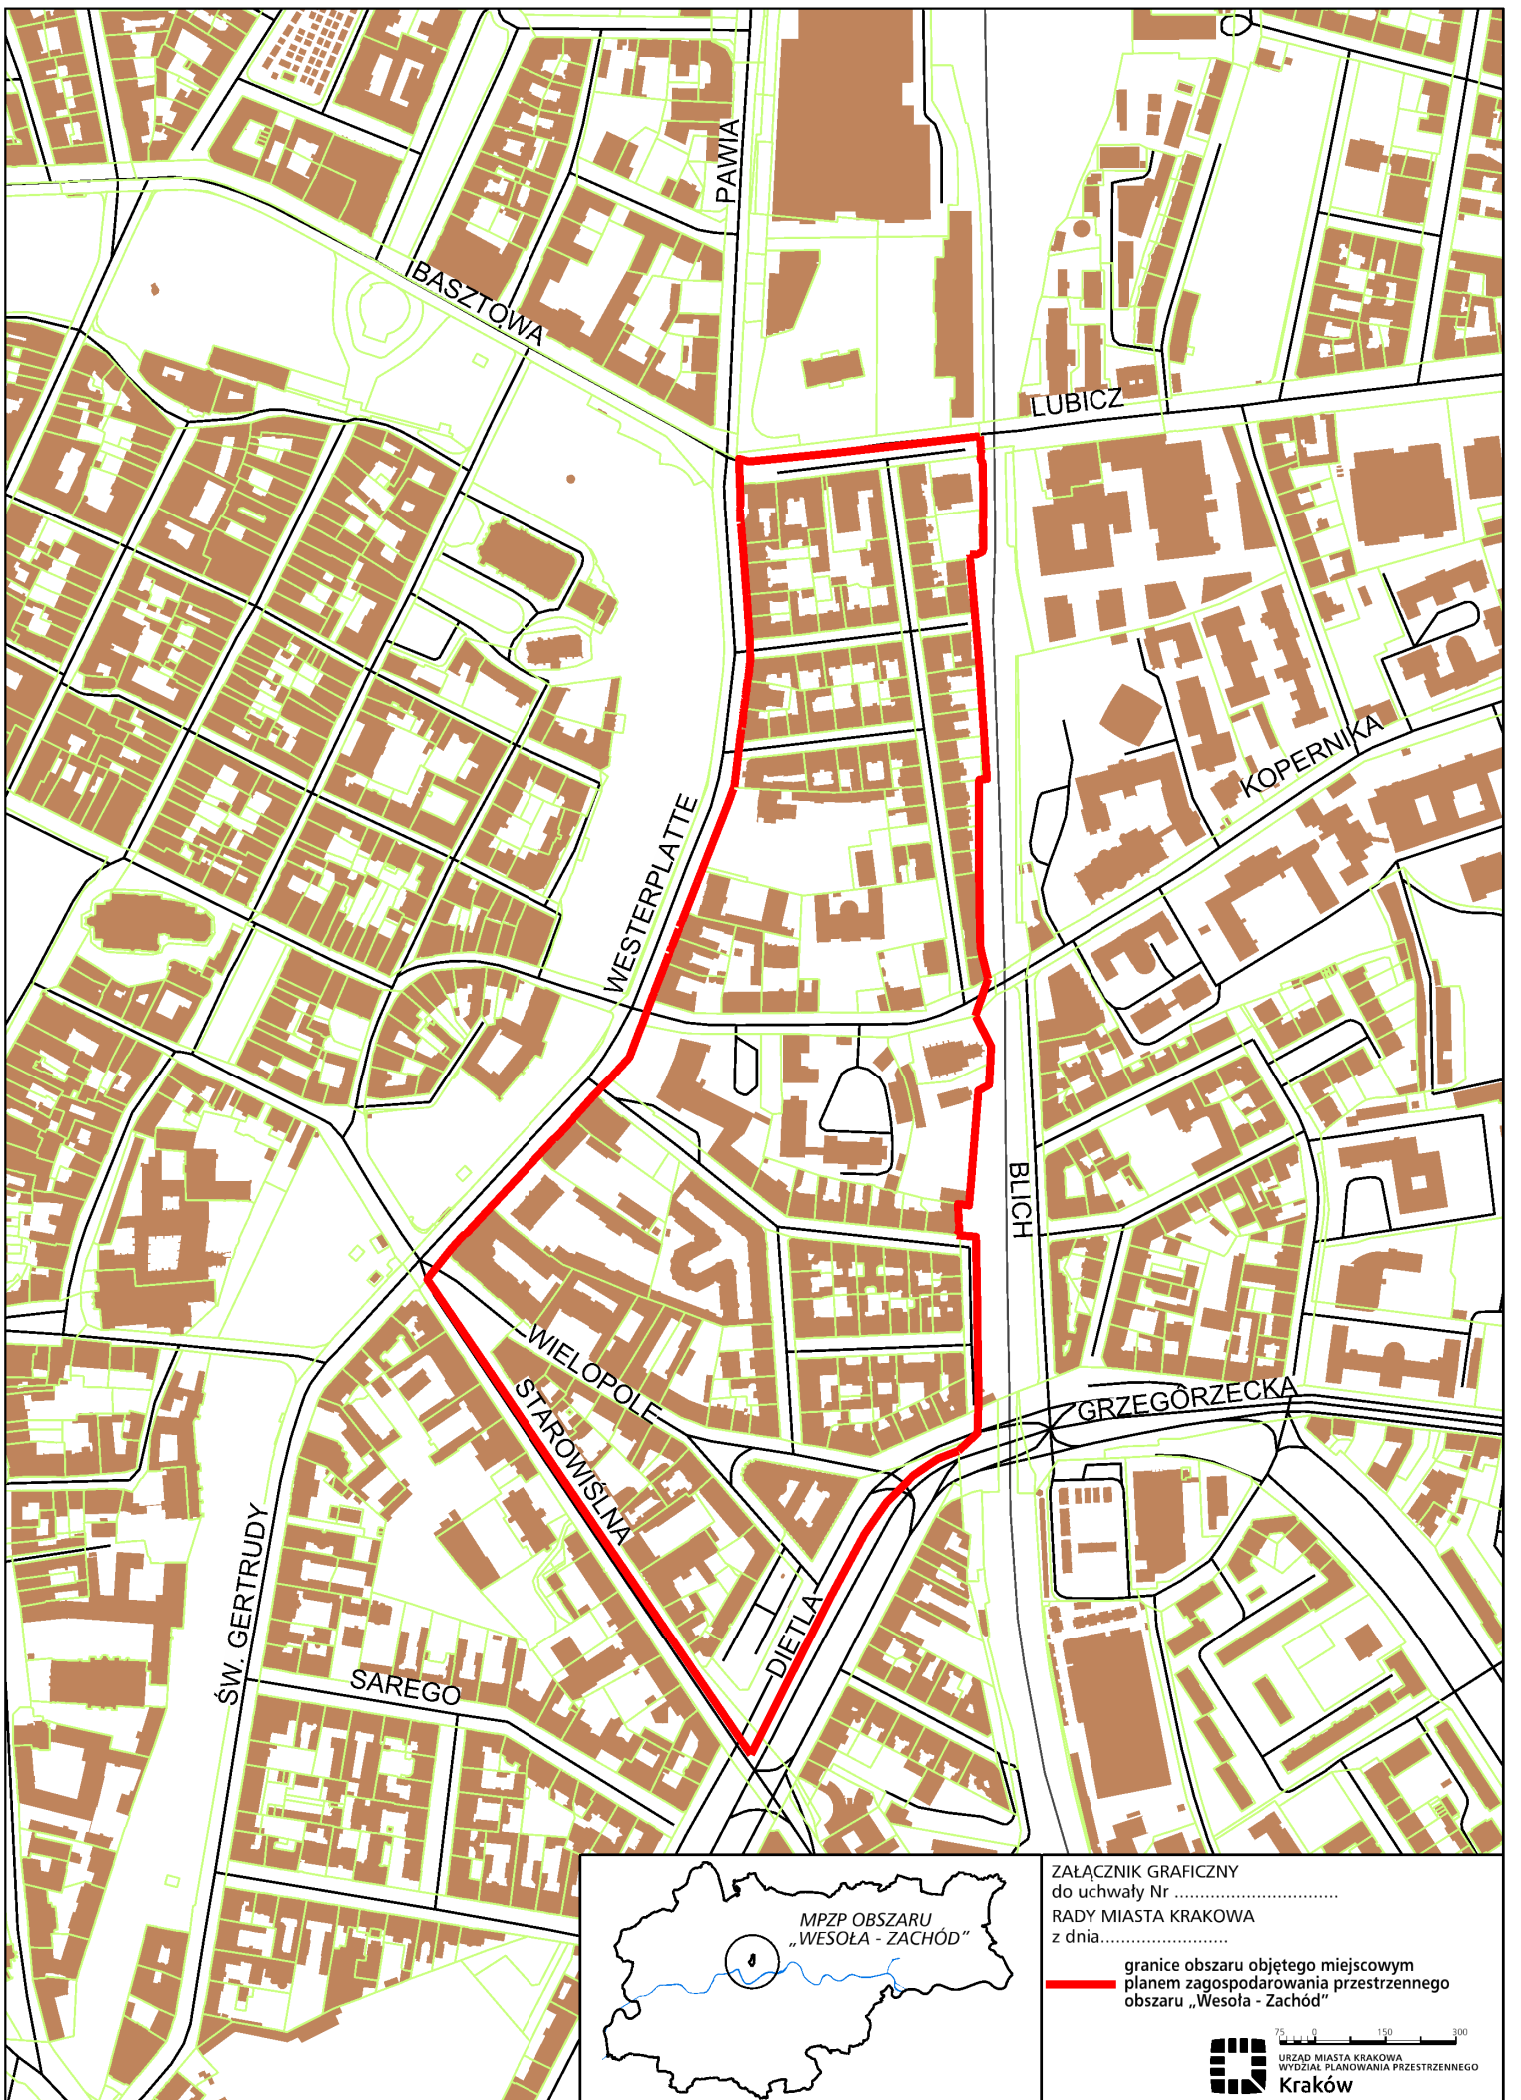 PAWIA
BASZTOWA
LUBICZ
KOPERNIKA
WESTERPLATTE
BLICH
WIELOPOLE
STAROWIŚLNA
GRZEGÓRZECKA
ŚW. GERTRUDY
DIETLA
SAREGO
MPZP OBSZARU
„WESOŁA - ZACHÓD”
ZAŁĄCZNIK GRAFICZNY
do uchwały Nr ................................
RADY MIASTA KRAKOWA
z dnia.........................
granice obszaru objętego miejscowym
planem zagospodarowania przestrzennego
obszaru „Wesoła - Zachód”
75 0 150 300
URZĄD MIASTA KRAKOWA
WYDZIAŁ PLANOWANIA PRZESTRZENNEGO
Kraków